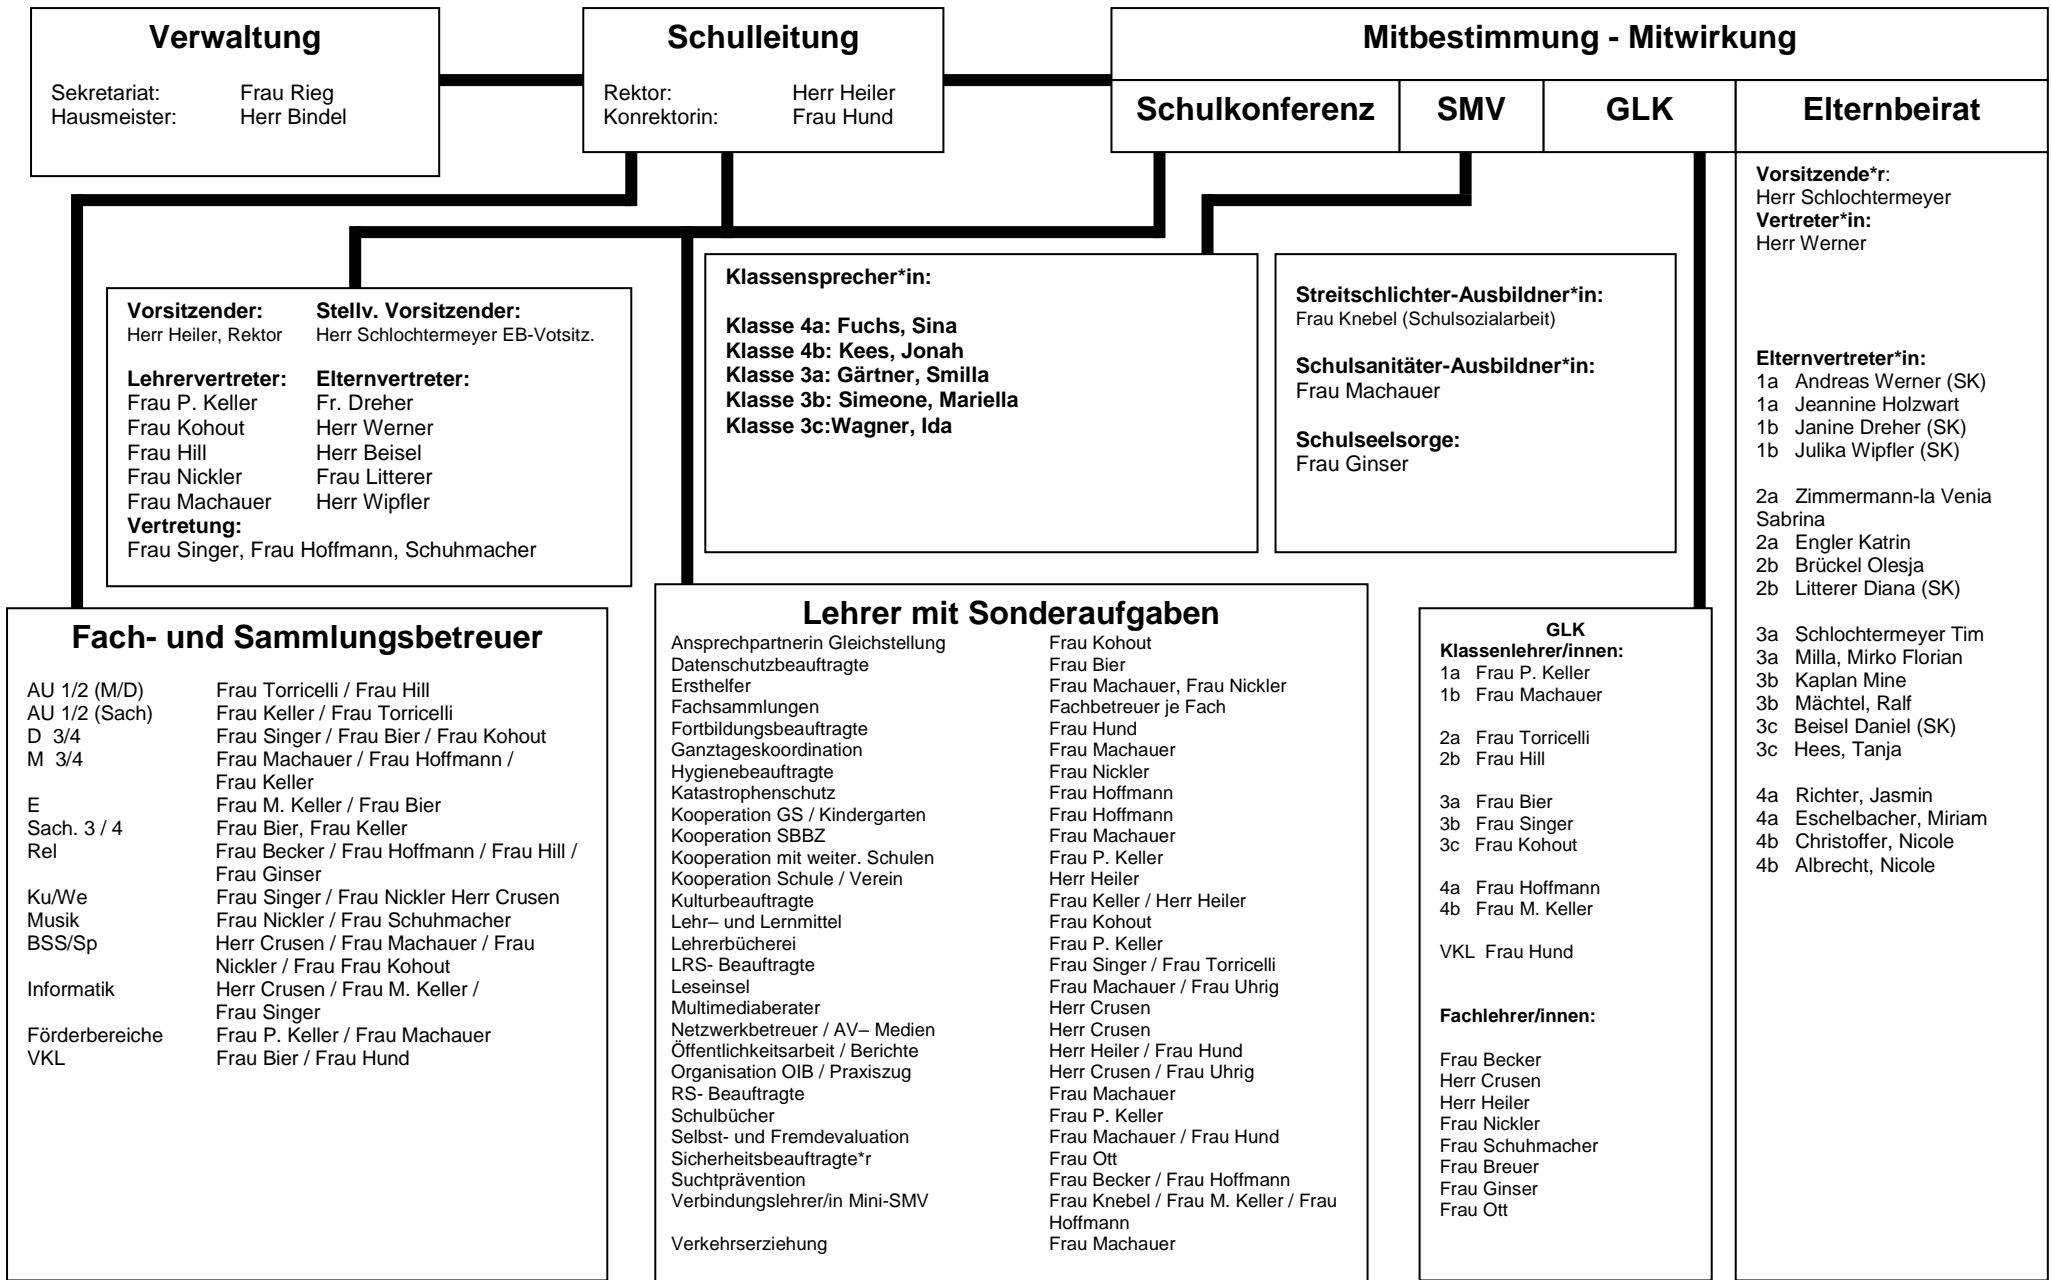 Verwaltung
Sekretariat: Frau Rieg
Hausmeister: Herr Bindel
Schulleitung
Rektor: Herr Heiler
Konrektorin: Frau Hund
Mitbestimmung - Mitwirkung
Schulkonferenz SMV GLK Elternbeirat
Vorsitzender: Stellv. Vorsitzender:
Herr Heiler, Rektor Herr Schlochtermeyer EB-Votsitz.
Lehrervertreter: Elternvertreter:
Frau P. Keller Fr. Dreher
Frau Kohout Herr Werner
Frau Hill Herr Beisel
Frau Nickler Frau Litterer
Frau Machauer Herr Wipfler
Vertretung:
Frau Singer, Frau Hoffmann, Schuhmacher
Klassensprecher*in:
Klasse 4a: Fuchs, Sina
Klasse 4b: Kees, Jonah
Klasse 3a: Gärtner, Smilla
Klasse 3b: Simeone, Mariella
Klasse 3c:Wagner, Ida
Streitschlichter-Ausbildner*in:
Frau Knebel (Schulsozialarbeit)
Schulsanitäter-Ausbildner*in:
Frau Machauer
Schulseelsorge:
Frau Ginser
Vorsitzende*r:
Herr Schlochtermeyer
Vertreter*in:
Herr Werner
Elternvertreter*in:
1a Andreas Werner (SK)
1a Jeannine Holzwart
1b Janine Dreher (SK)
1b Julika Wipfler (SK)
2a Zimmermann-la Venia
Sabrina
2a Engler Katrin
2b Brückel Olesja
2b Litterer Diana (SK)
3a Schlochtermeyer Tim
3a Milla, Mirko Florian
3b Kaplan Mine
3b Mächtel, Ralf
3c Beisel Daniel (SK)
3c Hees, Tanja
4a Richter, Jasmin
4a Eschelbacher, Miriam
4b Christoffer, Nicole
4b Albrecht, Nicole
Fach- und Sammlungsbetreuer
AU 1/2 (M/D) Frau Torricelli / Frau Hill
AU 1/2 (Sach) Frau Keller / Frau Torricelli
D 3/4 Frau Singer / Frau Bier / Frau Kohout
M 3/4 Frau Machauer / Frau Hoffmann /
Frau Keller
E Frau M. Keller / Frau Bier
Sach. 3 / 4 Frau Bier, Frau Keller
Rel Frau Becker / Frau Hoffmann / Frau Hill /
Frau Ginser
Ku/We Frau Singer / Frau Nickler Herr Crusen
Musik Frau Nickler / Frau Schuhmacher
BSS/Sp Herr Crusen / Frau Machauer / Frau
Nickler / Frau Frau Kohout
Informatik Herr Crusen / Frau M. Keller /
Frau Singer
Förderbereiche Frau P. Keller / Frau Machauer
VKL Frau Bier / Frau Hund
Lehrer mit Sonderaufgaben
Ansprechpartnerin Gleichstellung Frau Kohout
Datenschutzbeauftragte Frau Bier
Ersthelfer Frau Machauer, Frau Nickler
Fachsammlungen Fachbetreuer je Fach
Fortbildungsbeauftragte Frau Hund
Ganztageskoordination Frau Machauer
Hygienebeauftragte Frau Nickler
Katastrophenschutz Frau Hoffmann
Kooperation GS / Kindergarten Frau Hoffmann
Kooperation SBBZ Frau Machauer
Kooperation mit weiter. Schulen Frau P. Keller
Kooperation Schule / Verein Herr Heiler
Kulturbeauftragte Frau Keller / Herr Heiler
Lehr– und Lernmittel Frau Kohout
Lehrerbücherei Frau P. Keller
LRS- Beauftragte Frau Singer / Frau Torricelli
Leseinsel Frau Machauer / Frau Uhrig
Multimediaberater Herr Crusen
Netzwerkbetreuer / AV– Medien Herr Crusen
Öffentlichkeitsarbeit / Berichte Herr Heiler / Frau Hund
Organisation OIB / Praxiszug Herr Crusen / Frau Uhrig
RS- Beauftragte Frau Machauer
Schulbücher Frau P. Keller
Selbst- und Fremdevaluation Frau Machauer / Frau Hund
Sicherheitsbeauftragte*r Frau Ott
Suchtprävention Frau Becker / Frau Hoffmann
Verbindungslehrer/in Mini-SMV Frau Knebel / Frau M. Keller / Frau
Hoffmann
Verkehrserziehung Frau Machauer
GLK
Klassenlehrer/innen:
1a Frau P. Keller
1b Frau Machauer
2a Frau Torricelli
2b Frau Hill
3a Frau Bier
3b Frau Singer
3c Frau Kohout
4a Frau Hoffmann
4b Frau M. Keller
VKL Frau Hund
Fachlehrer/innen:
Frau Becker
Herr Crusen
Herr Heiler
Frau Nickler
Frau Schuhmacher
Frau Breuer
Frau Ginser
Frau Ott